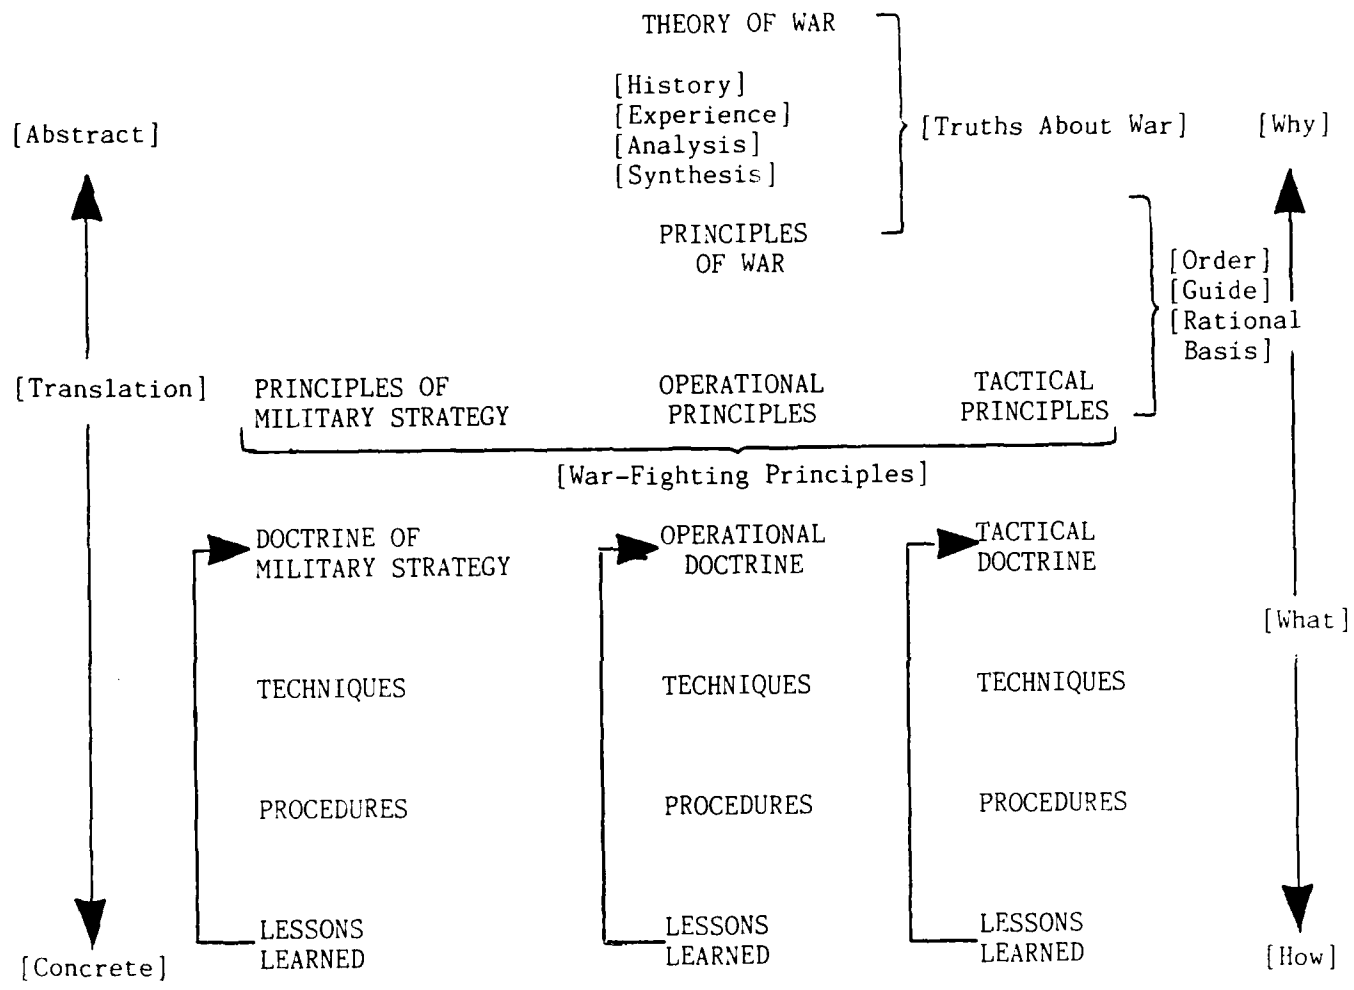 THEORY OF WAR
[History]
[Experience]
[Analysis]
[Synthesis]
[Abstract]
[Truths About War]
[Why]
PRINCIPLES
OF WAR
[Order]
[Guide]
[Rational
Basis]
[Translation]
PRINCIPLES OF
MILITARY STRATEGY
OPERATIONAL
PRINCIPLES
TACTICAL
PRINCIPLES
[War-Fighting Principles]
DOCTRINE OF
MILITARY STRATEGY
OPERATIONAL
DOCTRINE
TACTICAL
DOCTRINE
[What]
TECHNIQUES
TECHNIQUES
TECHNIQUES
PROCEDURES
PROCEDURES
PROCEDURES
LESSONS
LEARNED
LESSONS
LEARNED
LESSONS
LEARNED
[Concrete]
[How]